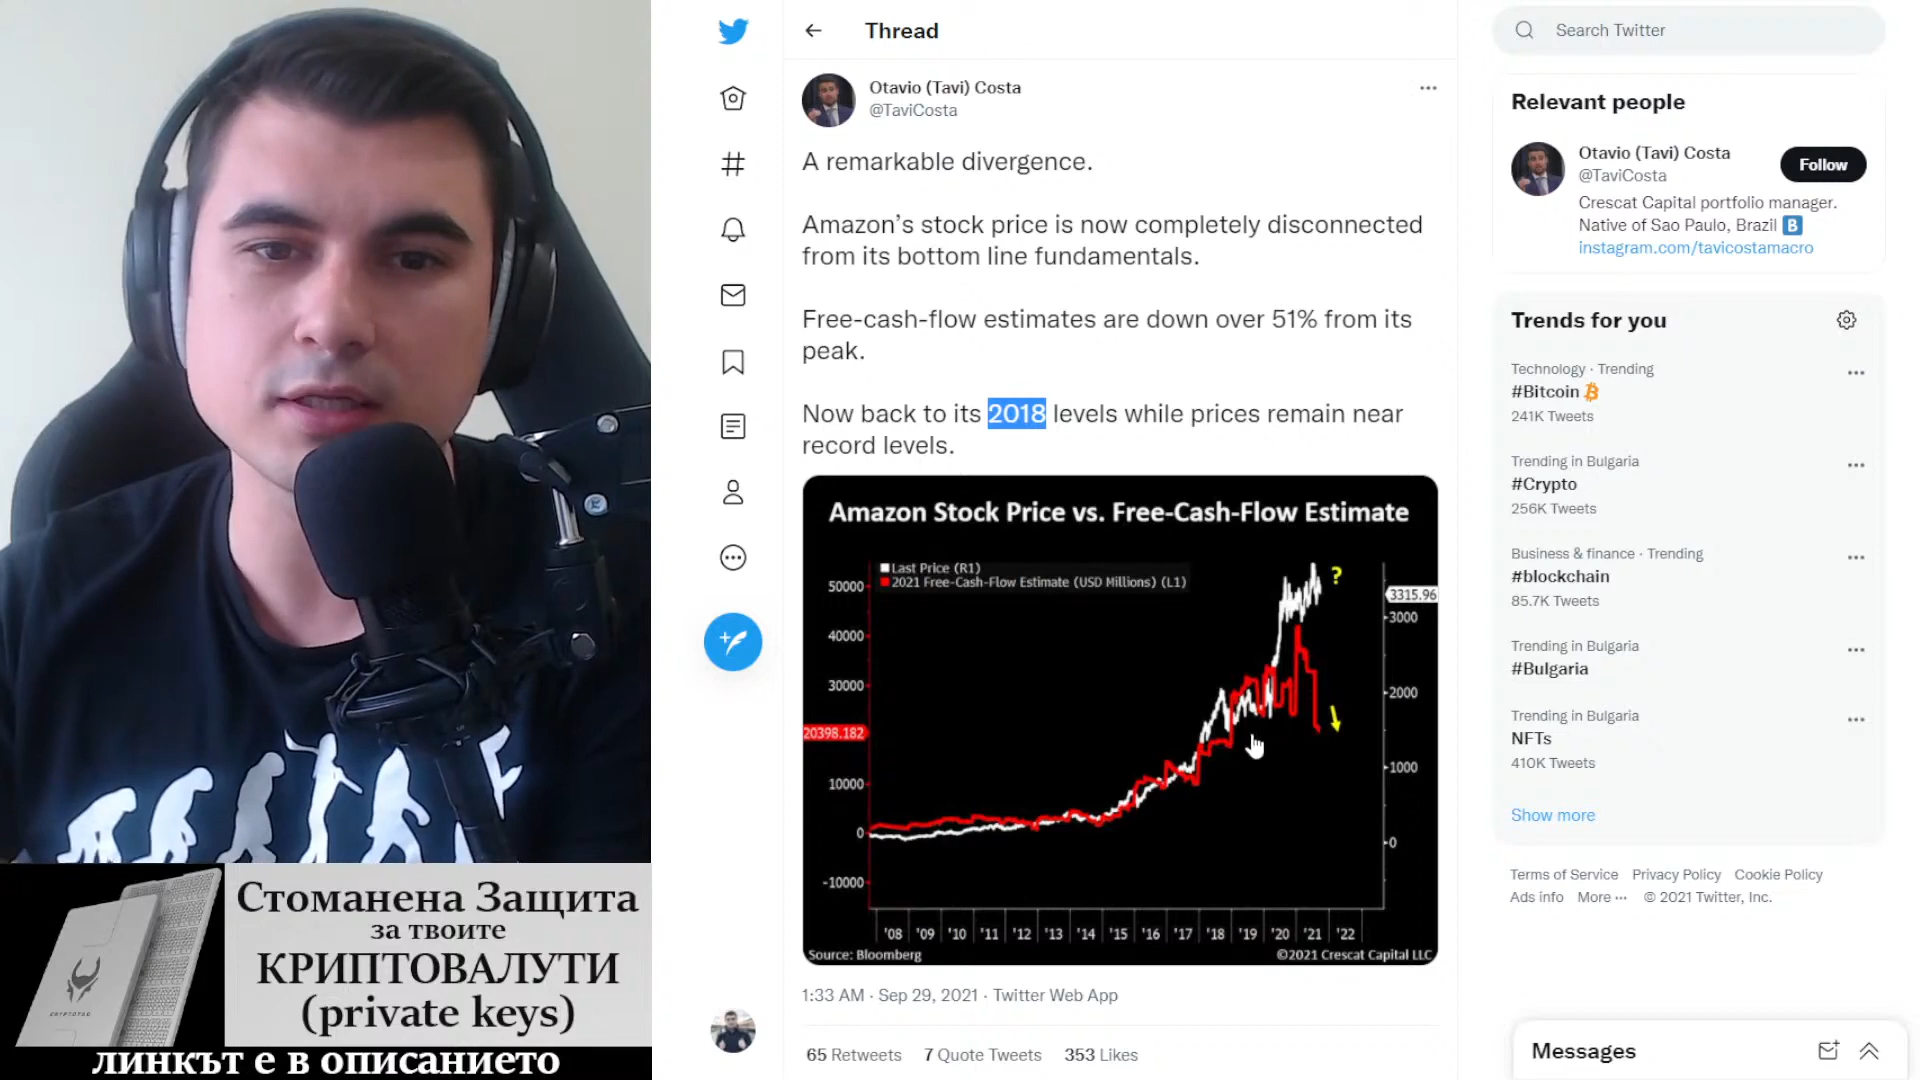 Thread
Otavio (Tavi) Costa
@TaviCosta
A remarkable divergence.
Amazon’s stock price is now completely disconnected
from its bottom line fundamentals.
Free-cash-flow estimates are down over 51% from its
peak.
Now back to its 2018 levels while prices remain near
record levels.
Amazon Stock Price vs. Free-Cash-Flow Estimate
Last Price (R1)
2021 Free-Cash-Flow Estimate (USD Millions) (L1)
?
50000
40000
30000
20398.182
10000
0
-10000
3315.96
3000
2000
1000
0
'08 '09 '10 '11 '12 '13 '14 '15 '16 '17 '18 '19 '20 '21 '22
Source: Bloomberg
©2021 Crescat Capital LLC
1:33 AM · Sep 29, 2021 · Twitter Web App
65 Retweets 7 Quote Tweets 353 Likes
Search Twitter
Relevant people
Otavio (Tavi) Costa
@TaviCosta
Follow
Crescat Capital portfolio manager.
Native of Sao Paulo, Brazil B
instagram.com/tavicostamacro
Trends for you
Technology · Trending
#Bitcoin
241K Tweets
Trending in Bulgaria
#Crypto
256K Tweets
Business & finance · Trending
#blockchain
85.7K Tweets
Trending in Bulgaria
#Bulgaria
Trending in Bulgaria
NFTs
410K Tweets
Show more
Terms of Service Privacy Policy Cookie Policy
Ads info More ··· © 2021 Twitter, Inc.
Messages
Стоманена Защита
за твоите
КРИПТОВАЛУТИ
(private keys)
линкът е в описанието